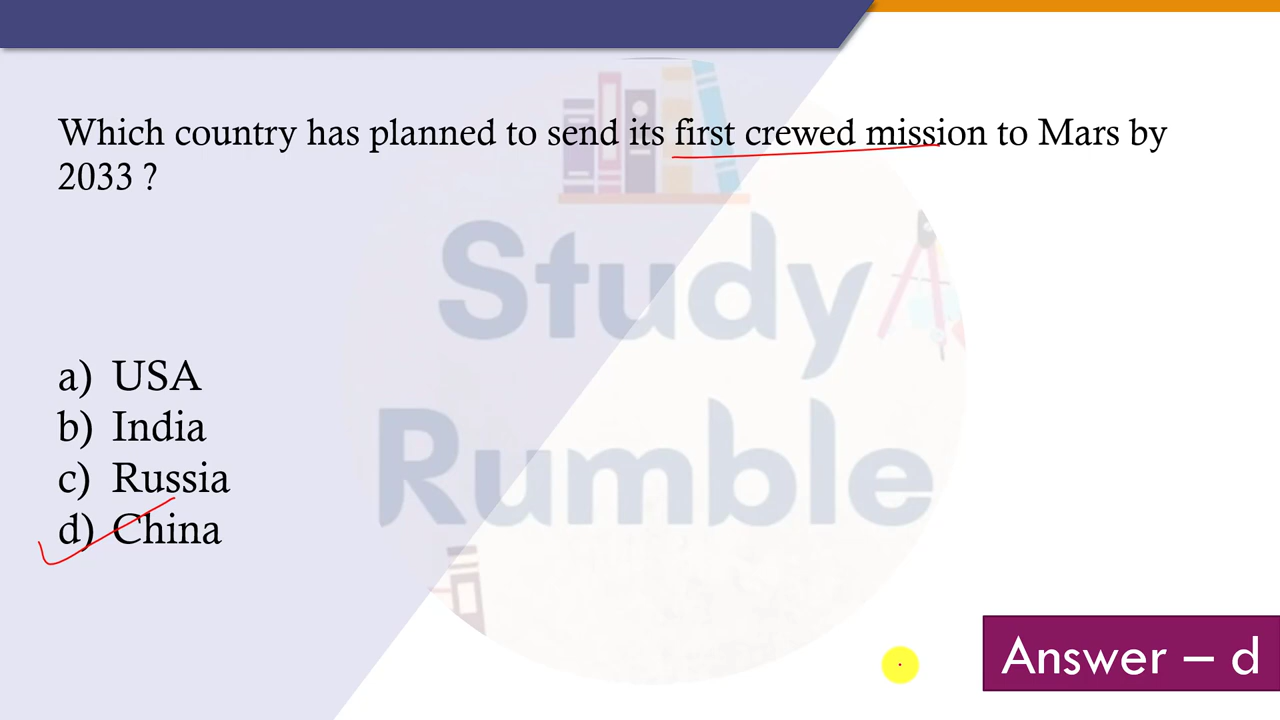 Which country has planned to send its first crewed mission to Mars by
2033 ?
Study
Rumble
a) USA
b) India
c) Russia
d) China
Answer – d